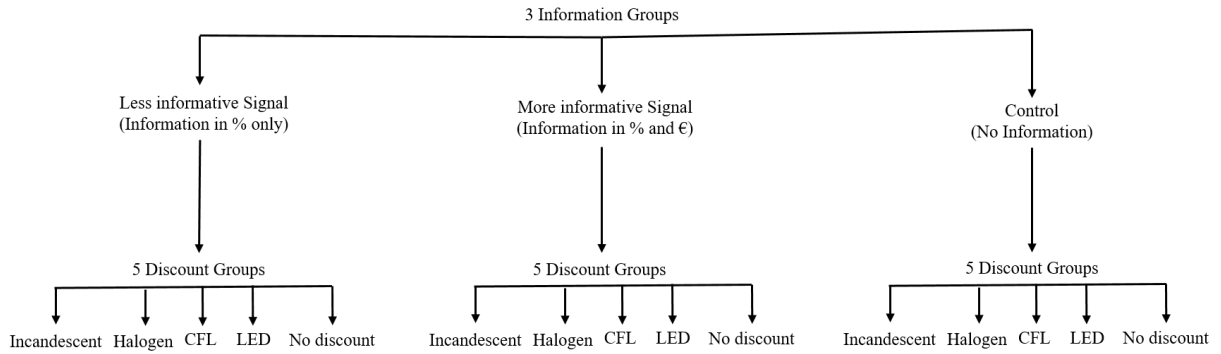 3 Information Groups
Less informative Signal
(Information in % only)
More informative Signal
(Information in % and €)
Control
(No Information)
5 Discount Groups
5 Discount Groups
5 Discount Groups
Incandescent Halogen CFL LED No discount
Incandescent Halogen CFL LED No discount
Incandescent Halogen CFL LED No discount